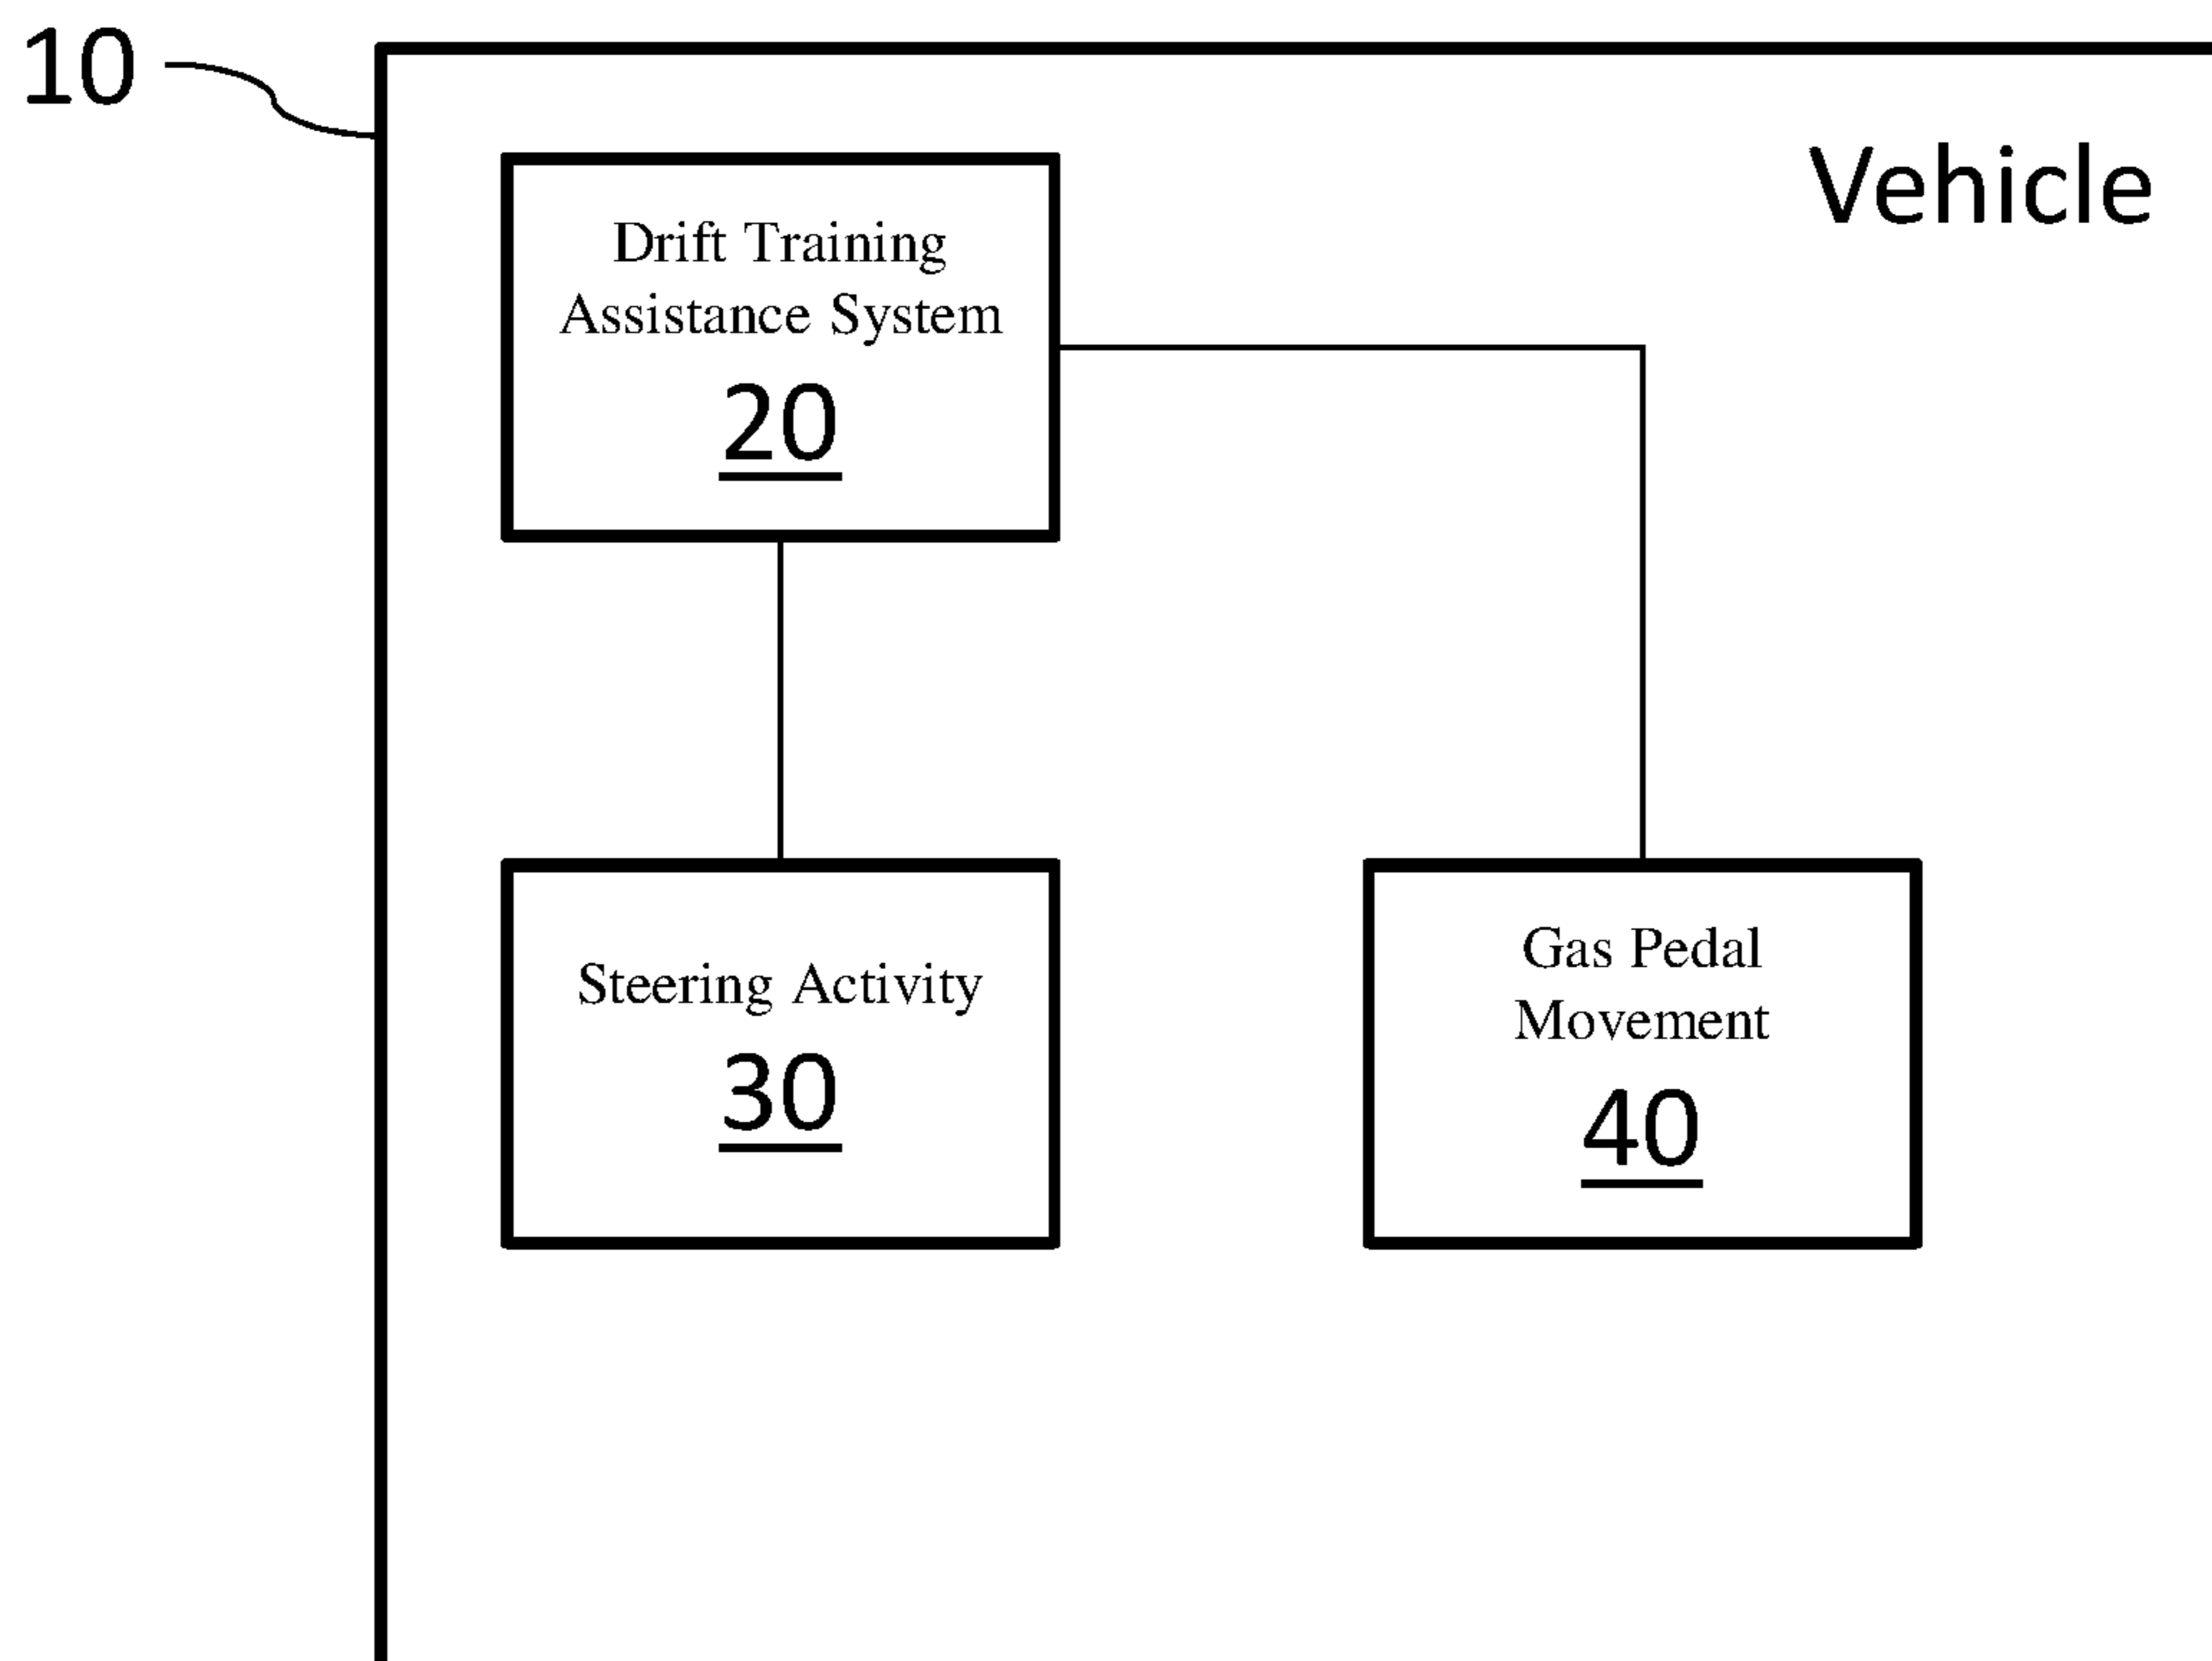 10
Vehicle
Drift Training
Assistance System
20
Steering Activity
30
Gas Pedal
Movement
40